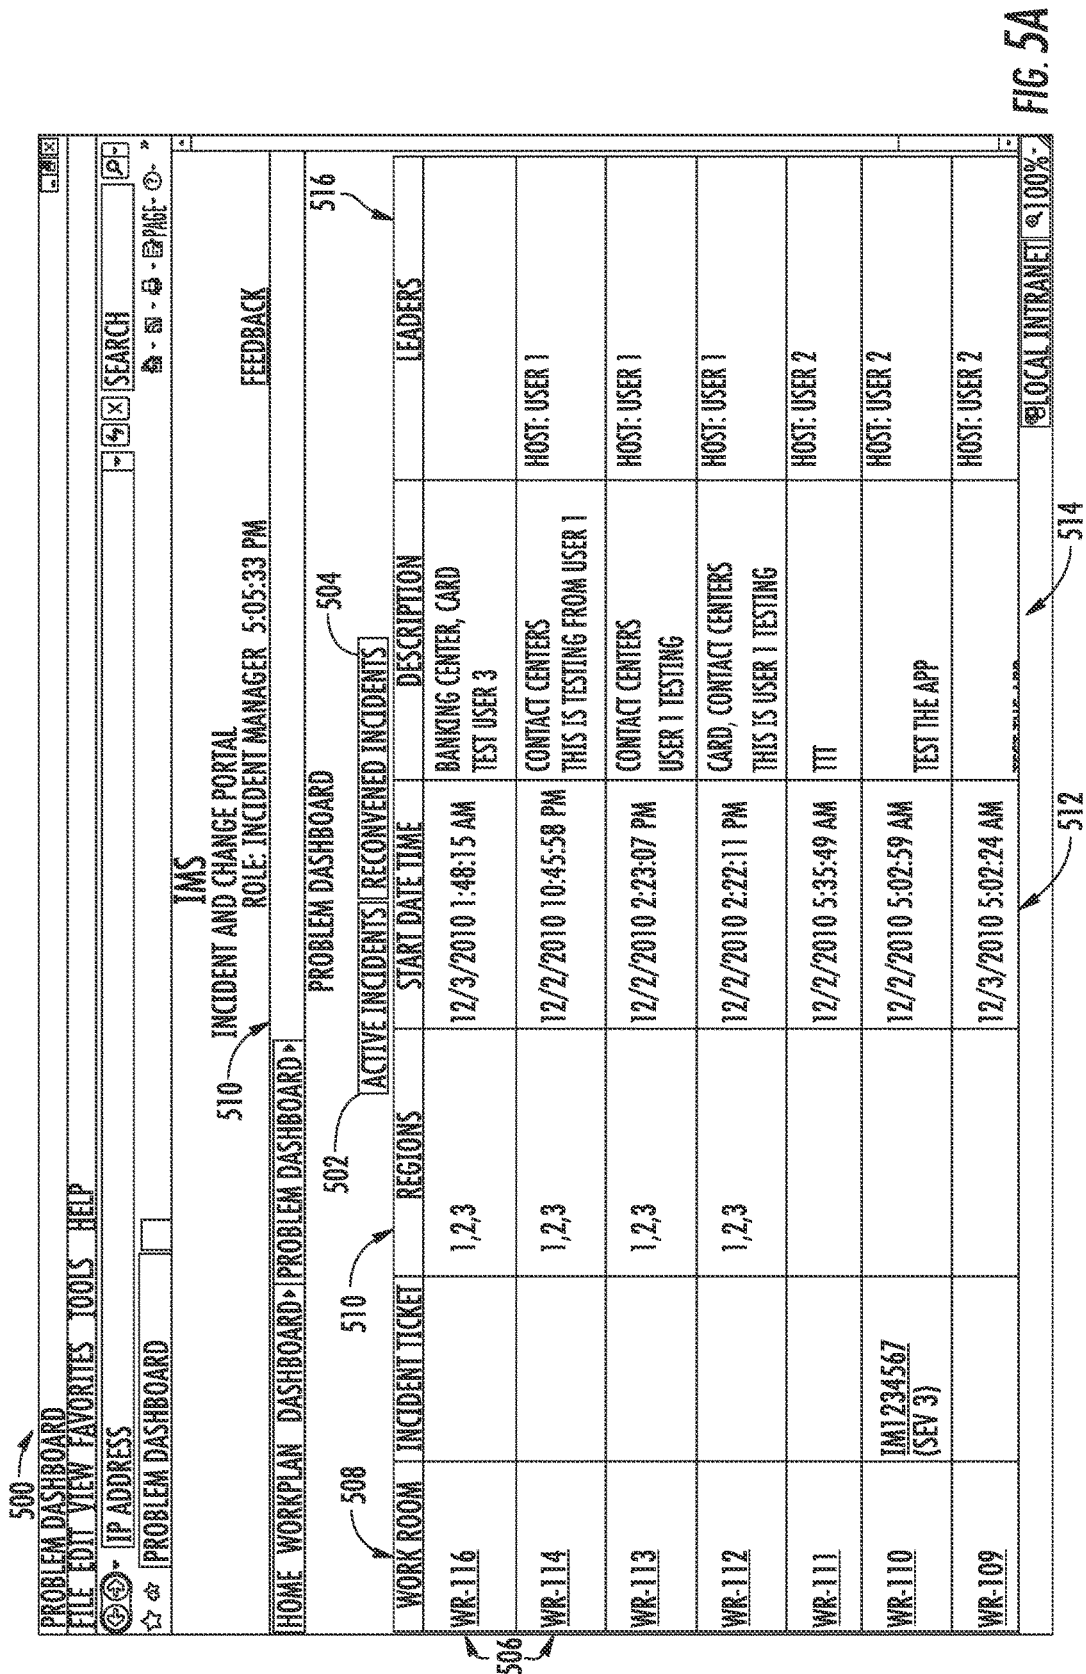 500
PROBLEM DASHBOARD
FILE EDIT VIEW FAVORITES TOOLS HELP
IP ADDRESS
SEARCH
PROBLEM DASHBOARD
PAGE
IMS
INCIDENT AND CHANGE PORTAL
ROLE: INCIDENT MANAGER 5:05:33 PM
FEEDBACK
510
HOME WORKPLAN DASHBOARD PROBLEM DASHBOARD
PROBLEM DASHBOARD
502
504
ACTIVE INCIDENTS RECONVENED INCIDENTS
508
510
516
WORK ROOM INCIDENT TICKET REGIONS START DATE TIME DESCRIPTION LEADERS
506
WR-116 1,2,3 12/3/2010 1:48:15 AM BANKING CENTER, CARD
TEST USER 3
WR-114 1,2,3 12/2/2010 10:45:58 PM CONTACT CENTERS HOST: USER 1
THIS IS TESTING FROM USER 1
WR-113 1,2,3 12/2/2010 2:23:07 PM CONTACT CENTERS HOST: USER 1
USER 1 TESTING
WR-112 1,2,3 12/2/2010 2:22:11 PM CARD, CONTACT CENTERS HOST: USER 1
THIS IS USER 1 TESTING
WR-111 12/2/2010 5:35:49 AM TTT HOST: USER 2
WR-110 IM1234567 12/2/2010 5:02:59 AM HOST: USER 2
(SEV 3) TEST THE APP
WR-109 12/3/2010 5:02:24 AM HOST: USER 2
LOCAL INTRANET 100%
512
514
FIG. 5A